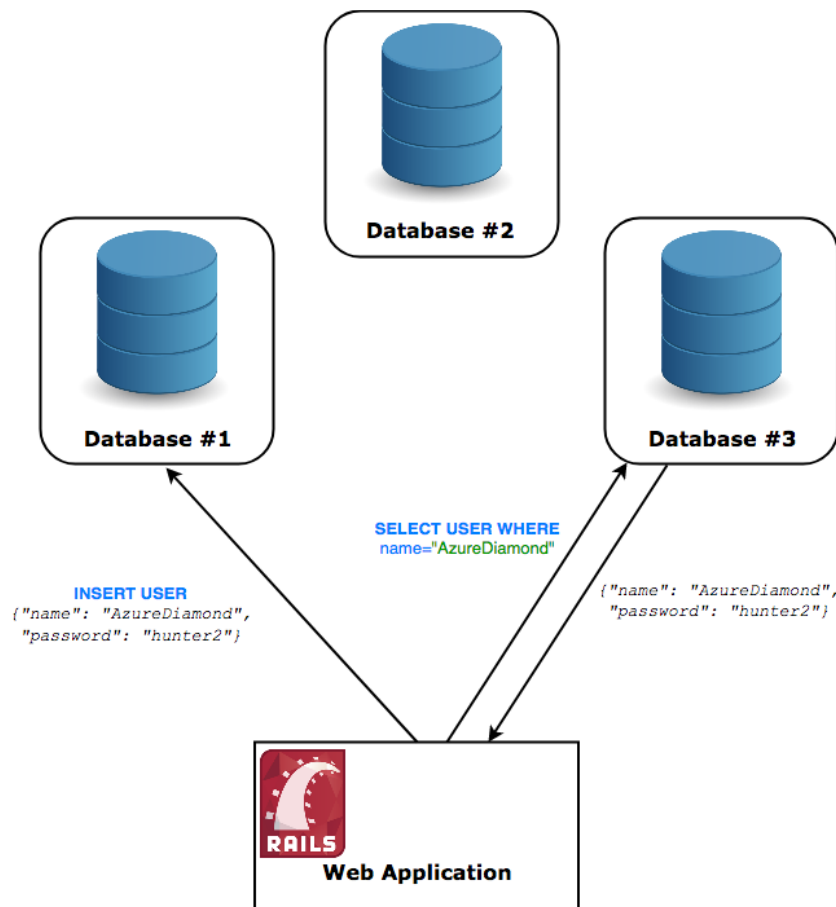 Database #2
Database #1
Database #3
SELECT USER WHERE
name="AzureDiamond"
INSERT USER
{"name": "AzureDiamond",
"password": "hunter2"}
{"name": "AzureDiamond",
"password": "hunter2"}
RAILS
Web Application